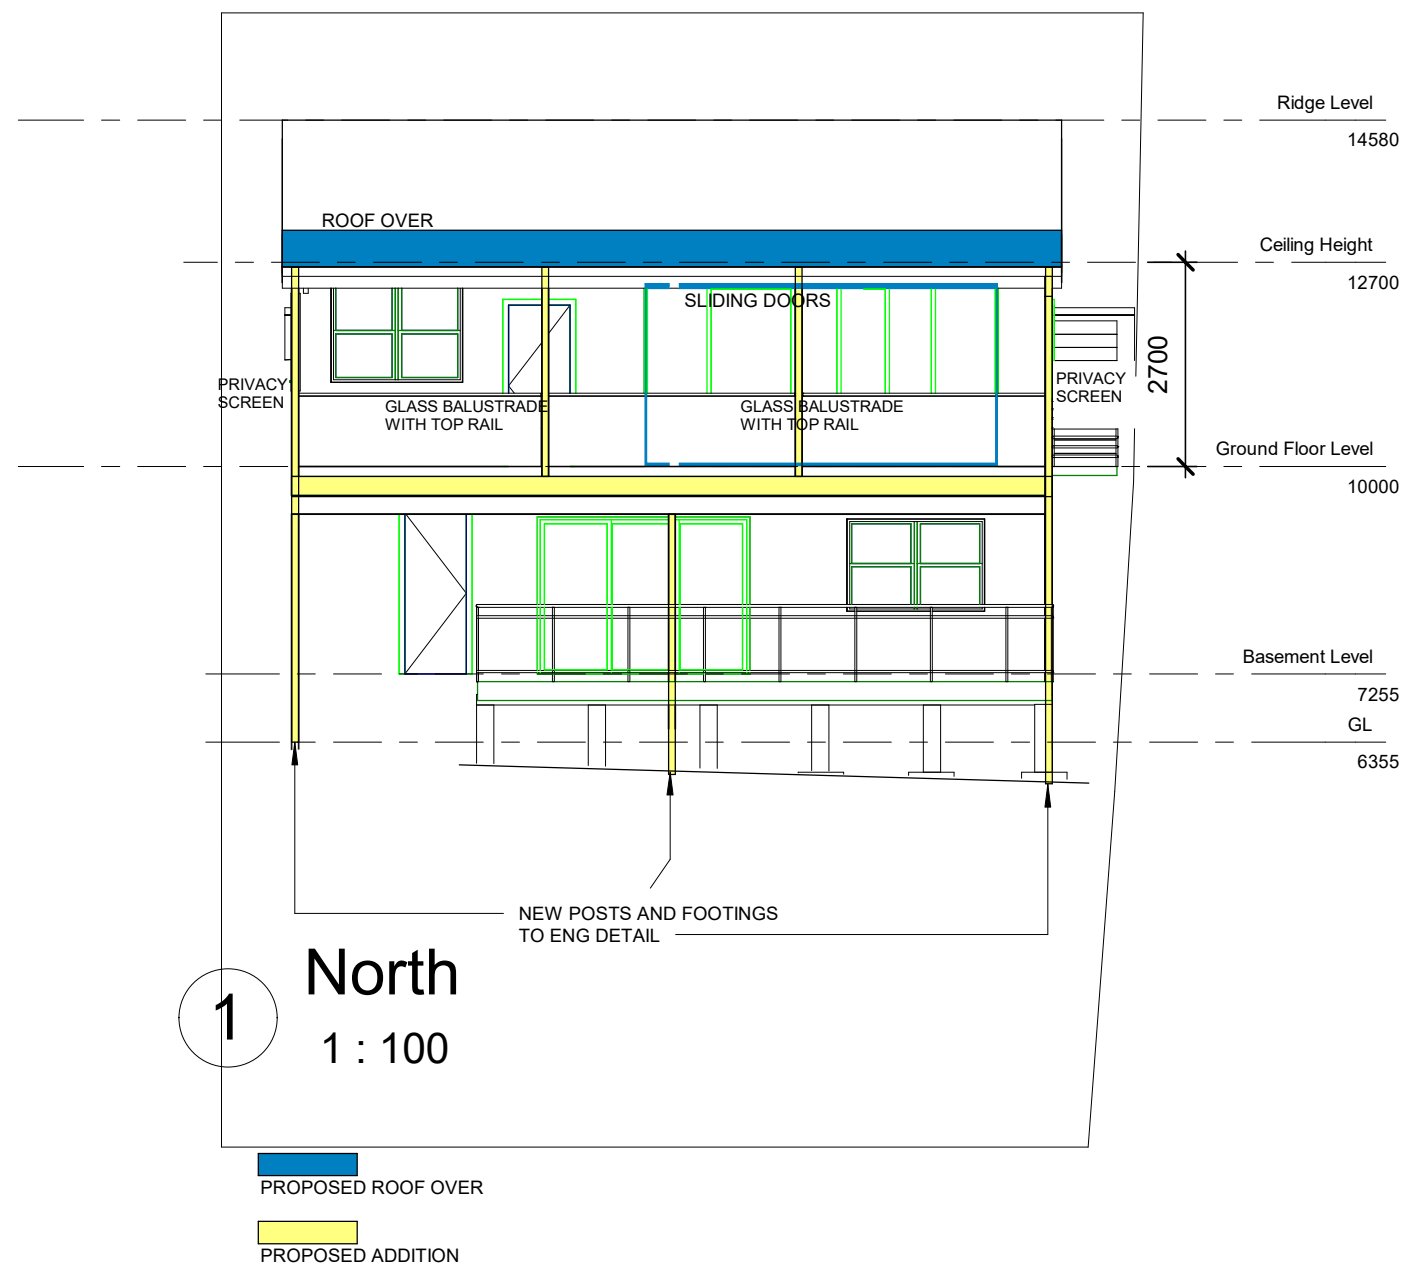 Ridge Level
14580
ROOF OVER
Ceiling Height
12700
SLIDING DOORS
2700
PRIVACY
SCREEN
GLASS BALUSTRADE
WITH TOP RAIL
GLASS BALUSTRADE
WITH TOP RAIL
PRIVACY
SCREEN
Ground Floor Level
10000
Basement Level
7255
GL
6355
NEW POSTS AND FOOTINGS
TO ENG DETAIL
1
North
1 : 100
PROPOSED ROOF OVER
PROPOSED ADDITION